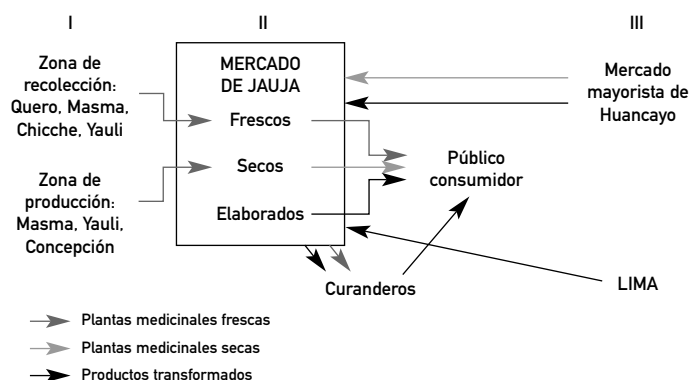 I
II
III
Zona de
recolección:
Quero, Masma,
Chicche, Yauli
Zona de
producción:
Masma, Yauli,
Concepción
MERCADO
DE JAUJA
Frescos
Secos
Elaborados
Público
consumidor
Curanderos
Mercado
mayorista de
Huancayo
LIMA
Plantas medicinales frescas
Plantas medicinales secas
Productos transformados